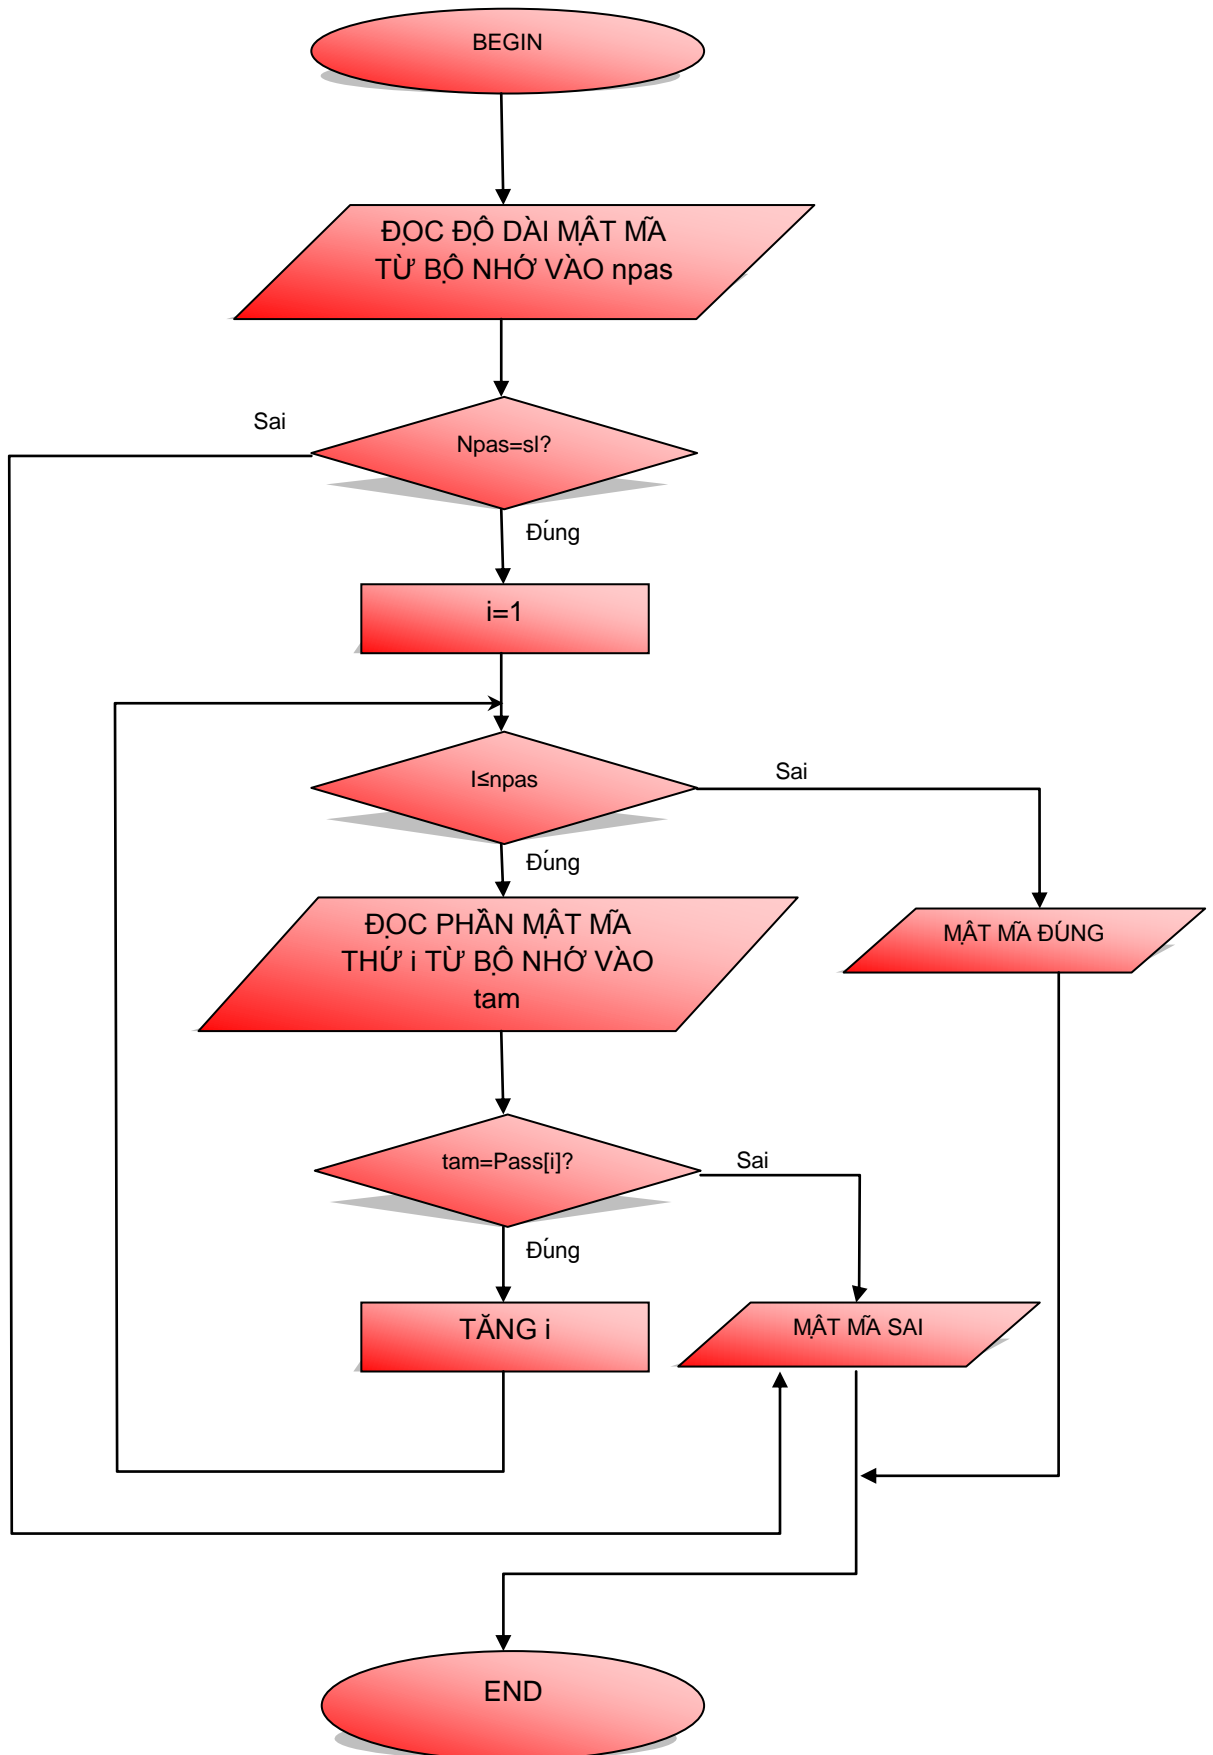 BEGIN
ĐỌC ĐỘ DÀI MẬT MÃ
TỪ BỘ NHỚ VÀO npas
Sai
Npas=sl?
Đúng
i=1
I≤npas
Sai
Đúng
ĐỌC PHẦN MẬT MÃ
THỨ i TỪ BỘ NHỚ VÀO
tam
MẬT MÃ ĐÚNG
tam=Pass[i]?
Sai
Đúng
TĂNG i
MẬT MÃ SAI
END